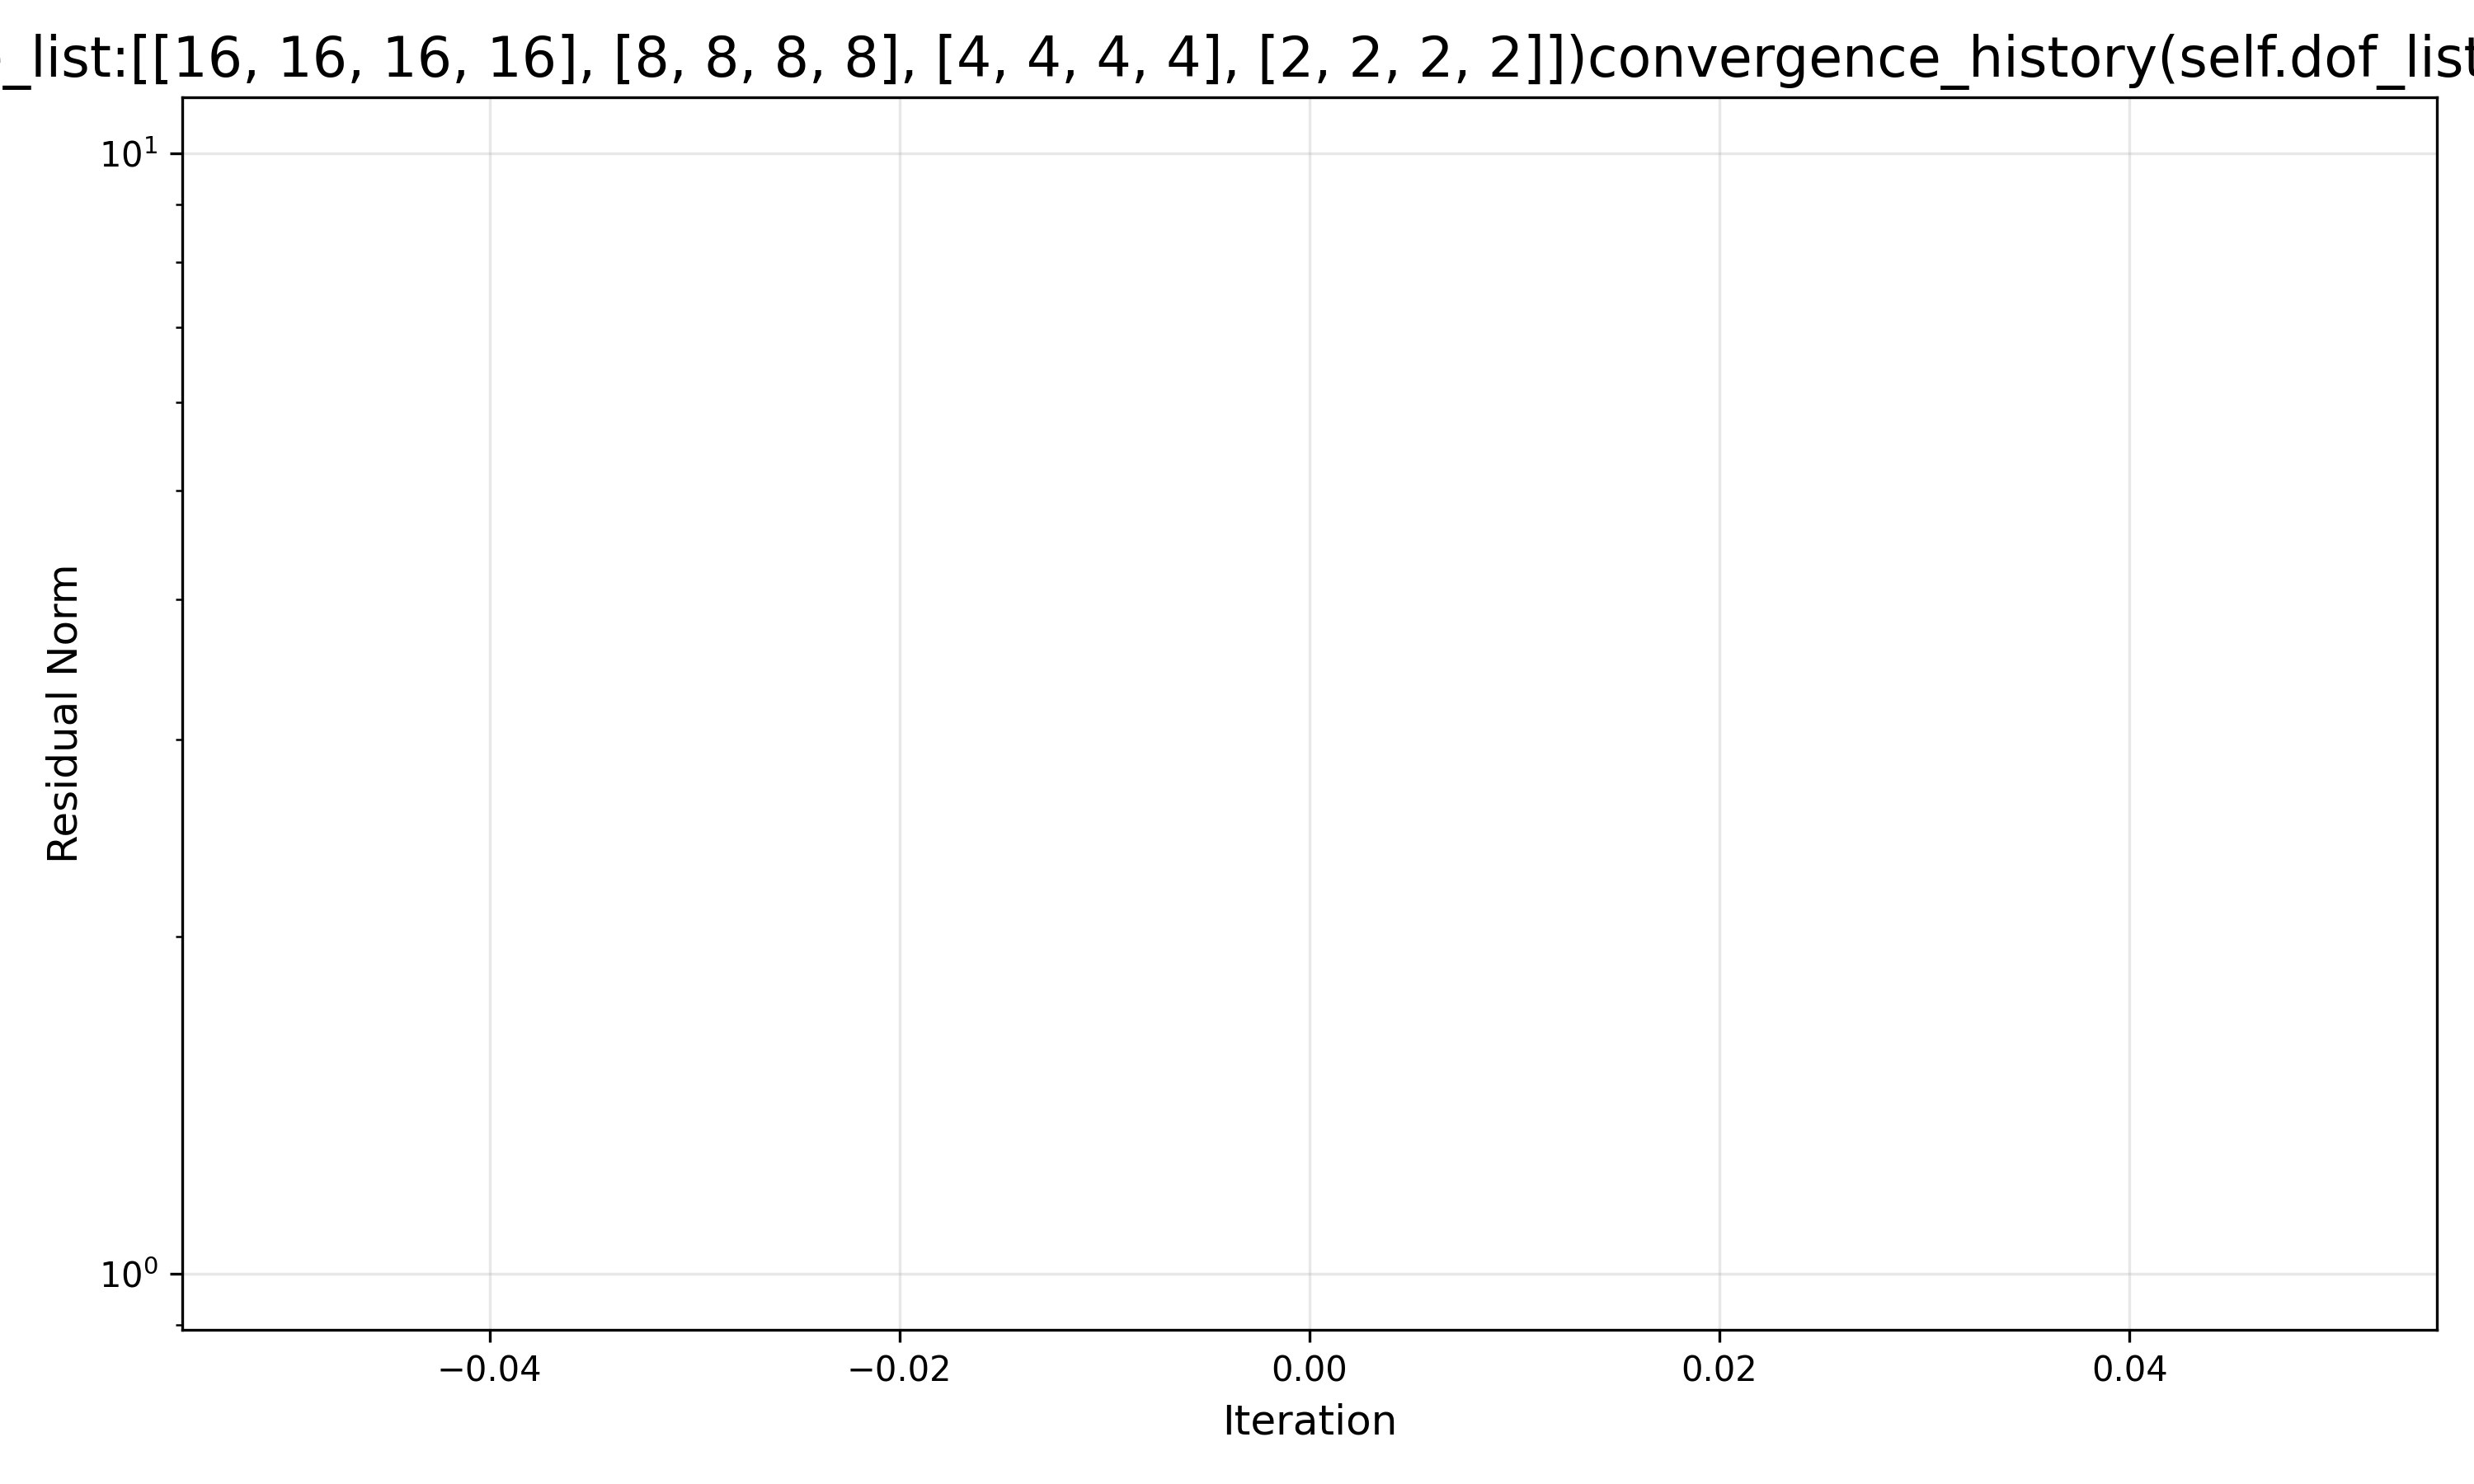 _list:[[16, 16, 16, 16], [8, 8, 8, 8], [4, 4, 4, 4], [2, 2, 2, 2]])convergence_history(self.dof_list
10¹
Residual Norm
10⁰
−0.04 −0.02 0.00 0.02 0.04
Iteration